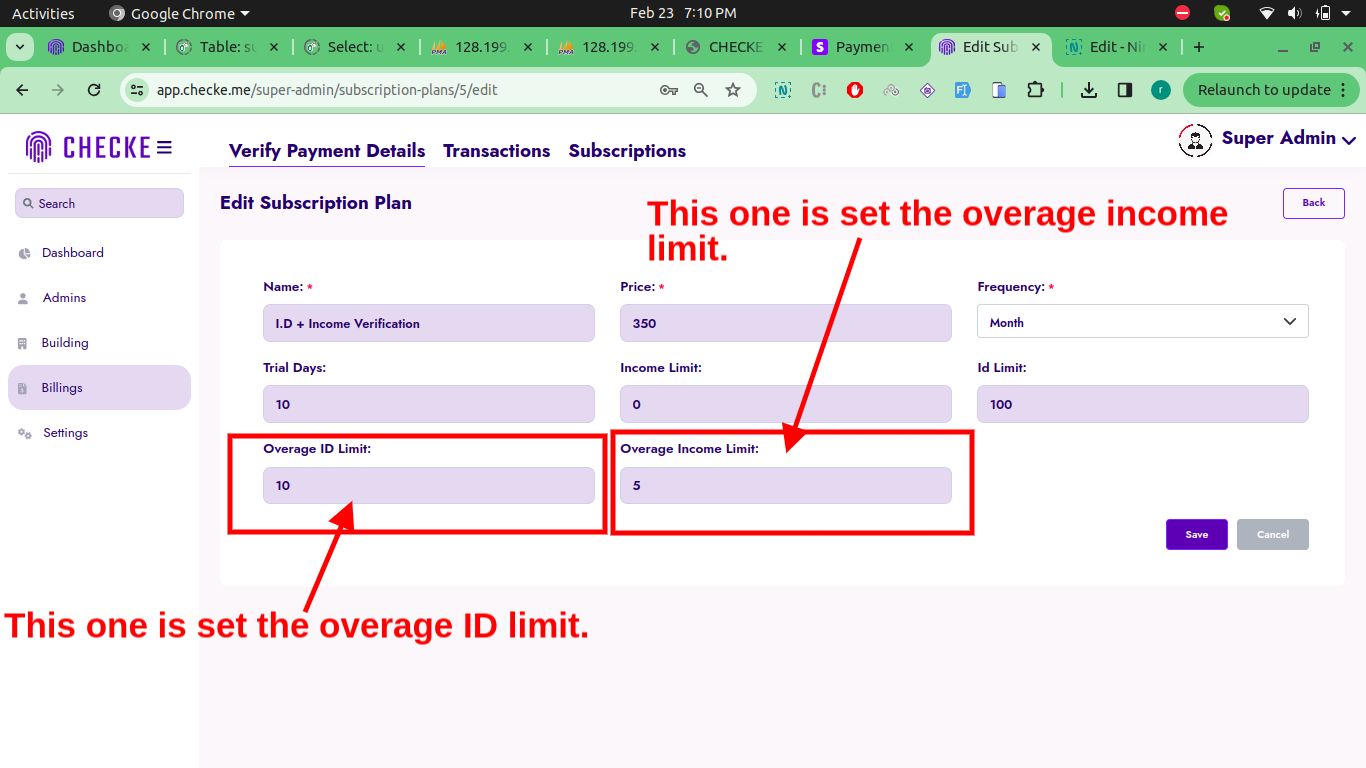 Activities
Google Chrome
Feb 23 7:10 PM
Dashbo
Table: su
Select: u
128.199.
128.199.
CHECKE
Paymen
Edit Sub
Edit - Nin
app.checke.me/super-admin/subscription-plans/5/edit
Relaunch to update
CHECKE
Verify Payment Details
Transactions
Subscriptions
Super Admin
Search
Dashboard
Admins
Building
Billings
Settings
Edit Subscription Plan
Back
This one is set the overage income
limit.
Name: *
Price: *
Frequency: *
I.D + Income Verification
350
Month
Trial Days:
Income Limit:
Id Limit:
10
0
100
Overage ID Limit:
Overage Income Limit:
10
5
Save
Cancel
This one is set the overage ID limit.